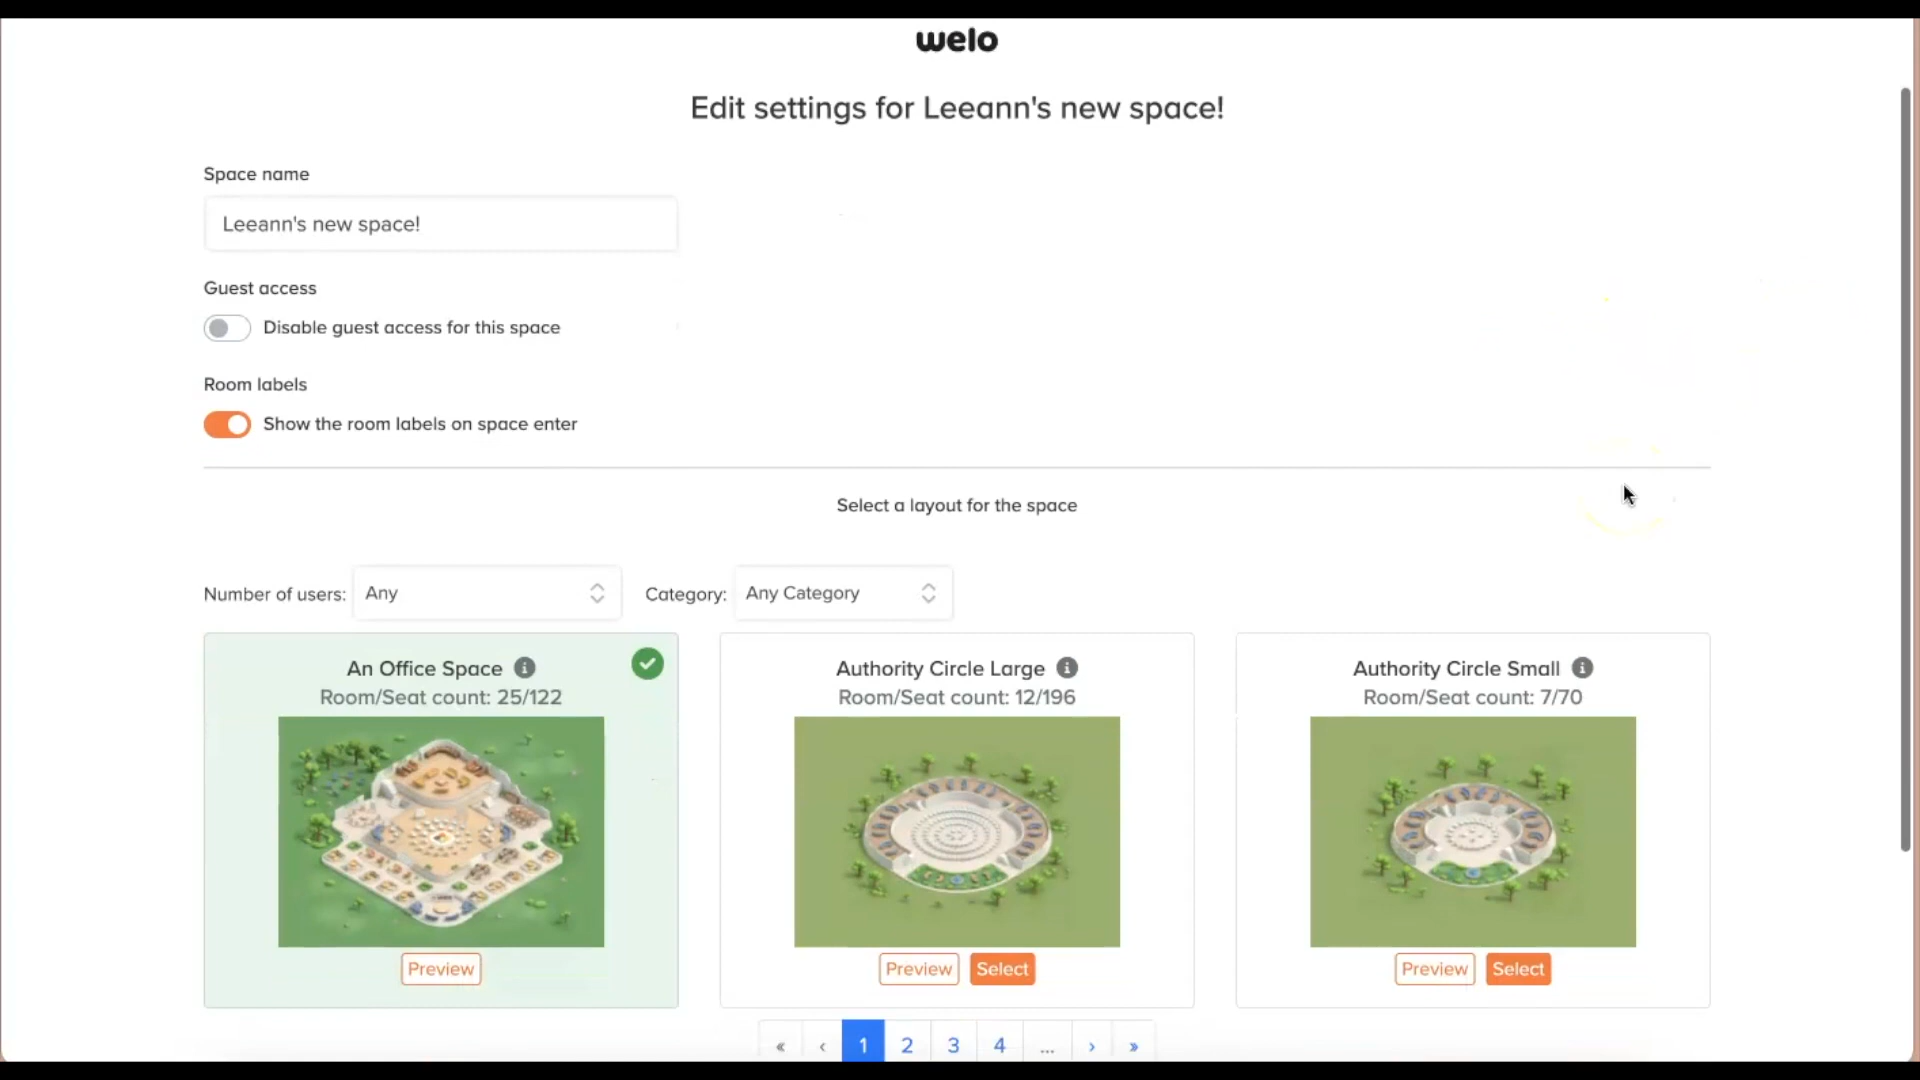 welo
Edit settings for Leeann's new space!
Space name
Leeann's new space!
Guest access
Disable guest access for this space
Room labels
Show the room labels on space enter
Select a layout for the space
Number of users: Any Category: Any Category
An Office Space
Room/Seat count: 25/122
Preview
Authority Circle Large
Room/Seat count: 12/196
Preview Select
Authority Circle Small
Room/Seat count: 7/70
Preview Select
« ‹ 1 2 3 4 ... › »